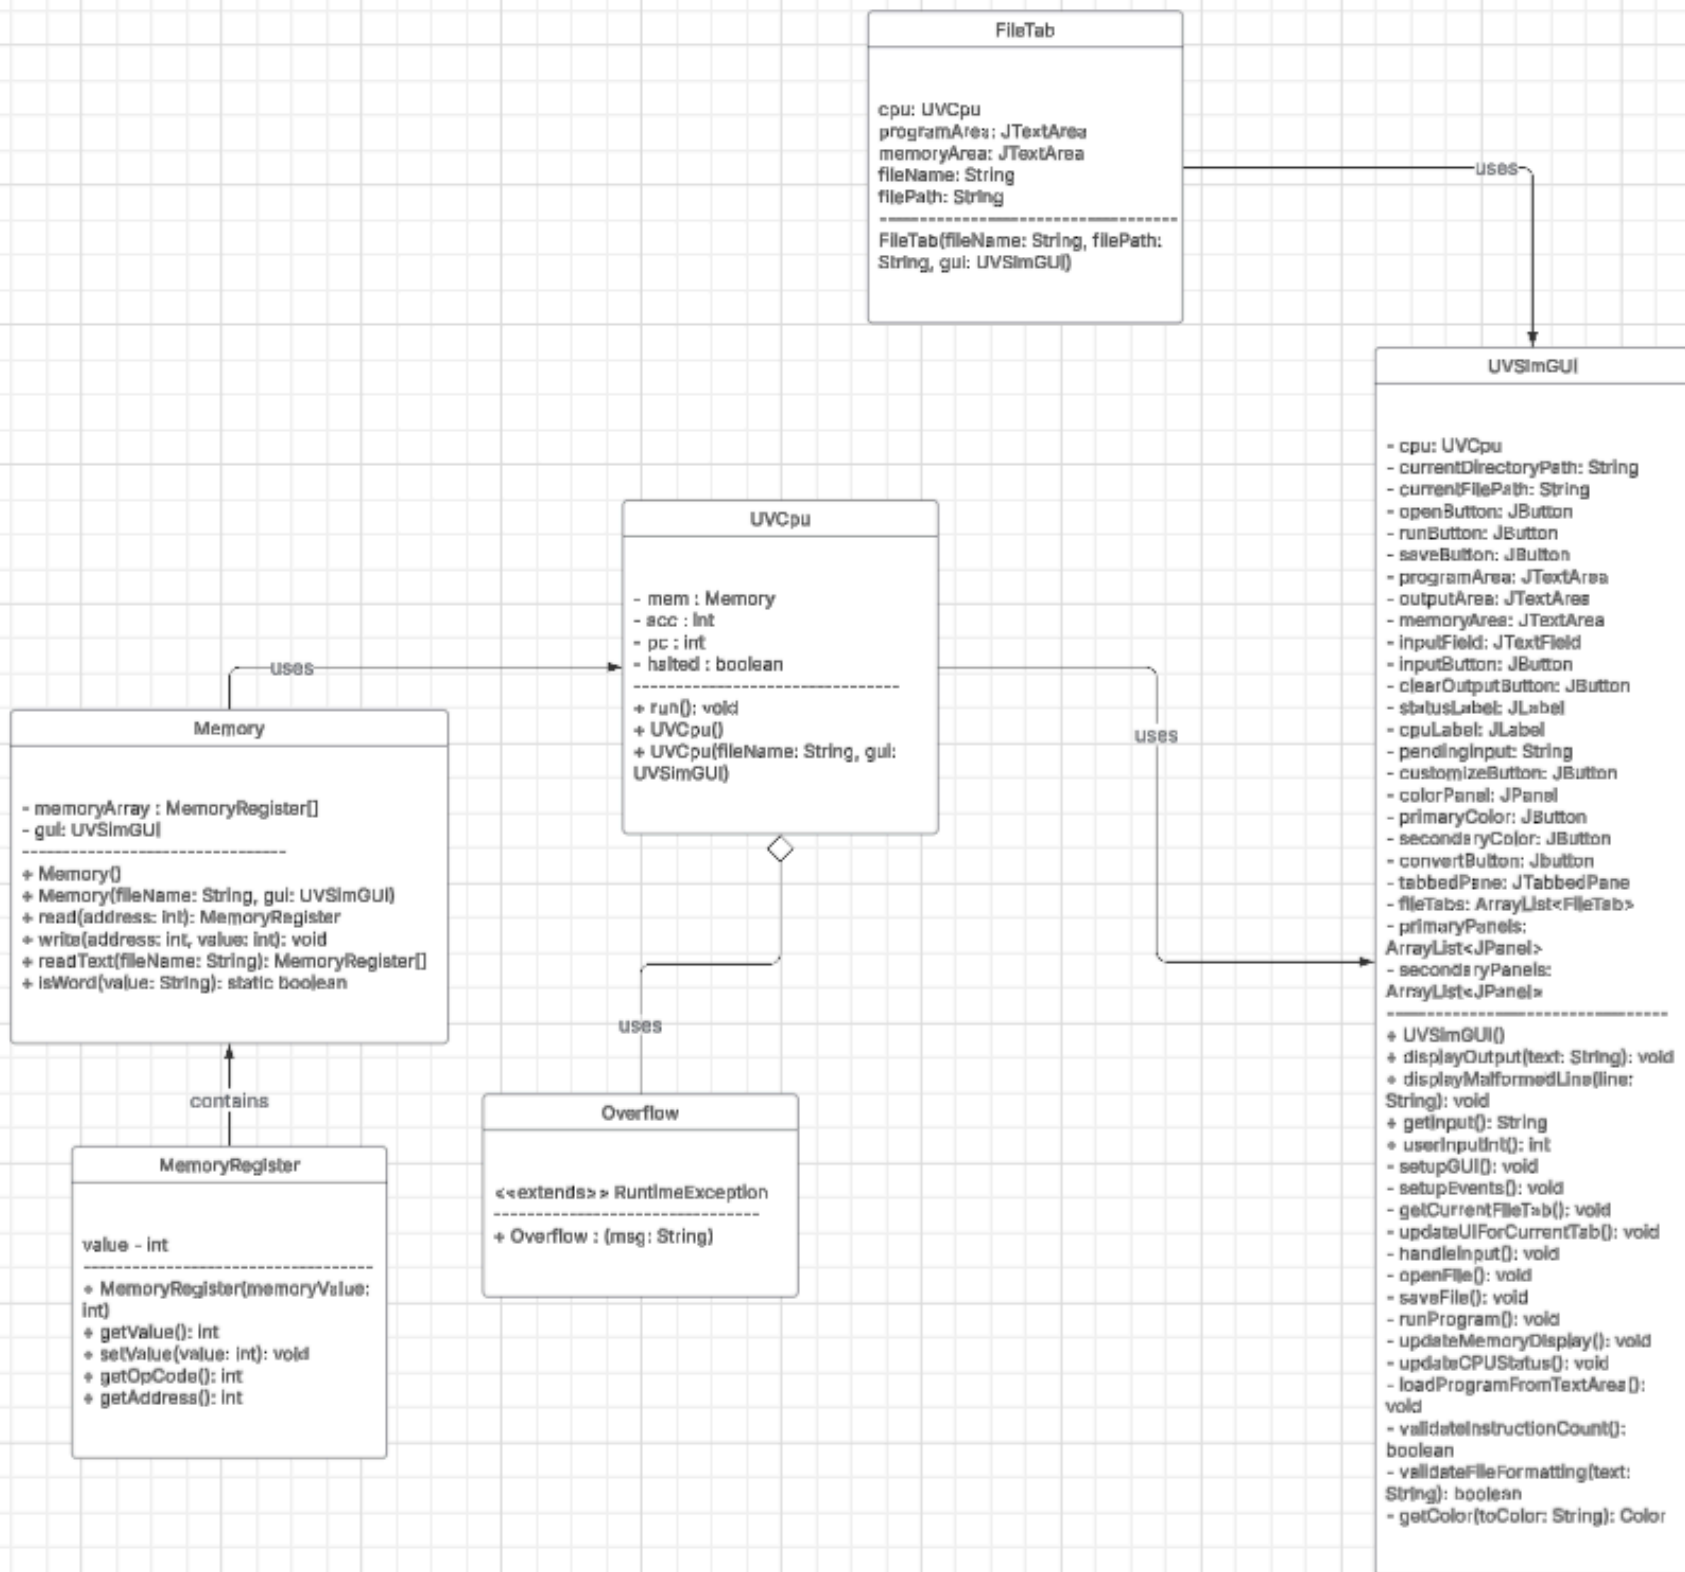 FileTab
cpu: UVCpu
programArea: JTextArea
memoryArea: JTextArea
fileName: String
filePath: String
------------------------------------
FileTab(fileName: String, filePath:
String, gui: UVSimGUI)
uses
UVSimGUI
- cpu: UVCpu
- currentDirectoryPath: String
- currentFilePath: String
- openButton: JButton
- runButton: JButton
- saveButton: JButton
- programArea: JTextArea
- outputArea: JTextArea
- memoryArea: JTextArea
- inputField: JTextField
- inputButton: JButton
- clearOutputButton: JButton
- statusLabel: JLabel
- cpuLabel: JLabel
- pendingInput: String
- customizeButton: JButton
- colorPanel: JPanel
- primaryColor: JButton
- secondaryColor: JButton
- convertButton: Jbutton
- tabbedPane: JTabbedPane
- fileTabs: ArrayList<FileTab>
- primaryPanels:
ArrayList<JPanel>
- secondaryPanels:
ArrayList<JPanel>
----------------------------------
+ UVSimGUI()
+ displayOutput(text: String): void
+ displayMalformedLine(line:
String): void
+ getInput(): String
+ userInputInt(): int
- setupGUI(): void
- setupEvents(): void
- getCurrentFileTab(): void
- updateUIForCurrentTab(): void
- handleInput(): void
- openFile(): void
- saveFile(): void
- runProgram(): void
- updateMemoryDisplay(): void
- updateCPUStatus(): void
- loadProgramFromTextArea():
void
- validateInstructionCount():
boolean
- validateFileFormatting(text:
String): boolean
- getColor(toColor: String): Color
UVCpu
- mem : Memory
- acc : int
- pc : int
- halted : boolean
--------------------------------
+ run(): void
+ UVCpu()
+ UVCpu(fileName: String, gui:
UVSimGUI)
uses
uses
Memory
- memoryArray : MemoryRegister[]
- gui: UVSimGUI
--------------------------------
+ Memory()
+ Memory(fileName: String, gui: UVSimGUI)
+ read(address: int): MemoryRegister
+ write(address: int, value: int): void
+ readText(fileName: String): MemoryRegister[]
+ isWord(value: String): static boolean
contains
uses
MemoryRegister
value - int
-----------------------------------
+ MemoryRegister(memoryValue:
int)
+ getValue(): int
+ setValue(value: int): void
+ getOpCode(): int
+ getAddress(): int
Overflow
<<extends>> RuntimeException
--------------------------------
+ Overflow : (msg: String)